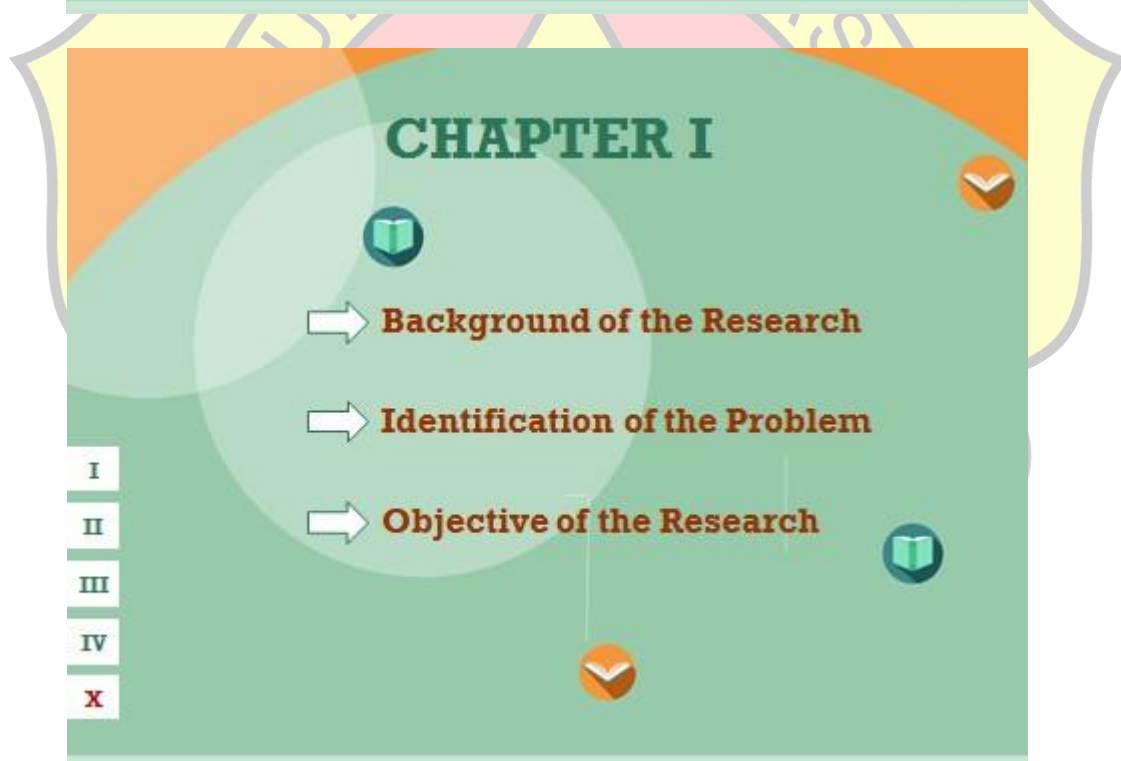 CHAPTER I
Background of the Research
Identification of the Problem
Objective of the Research
I
II
III
IV
X